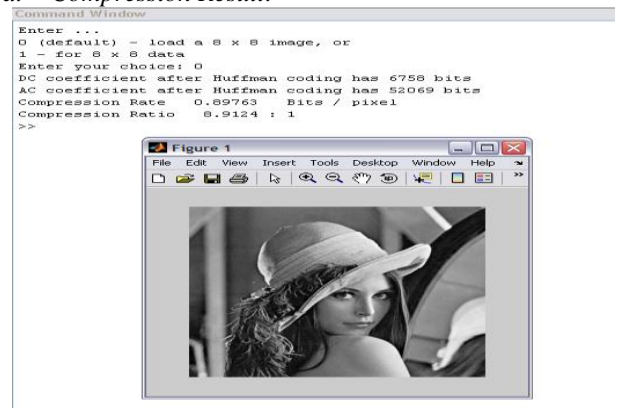 a. Compression Result:
Command Window
Enter ...
0 (default) - load a 8 x 8 image, or
1 - for 8 x 8 data
Enter your choice: 0
DC coefficient after Huffman coding has 6758 bits
AC coefficient after Huffman coding has 52069 bits
Compression Rate 0.89763 Bits / pixel
Compression Ratio 8.9124 : 1
>>
Figure 1
File Edit View Insert Tools Desktop Window Help